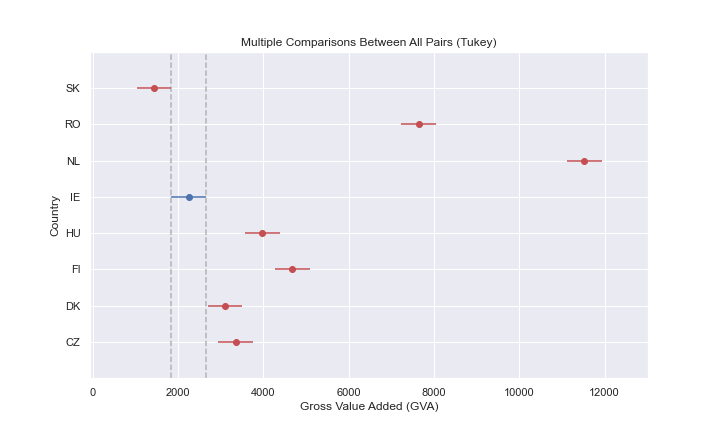 Multiple Comparisons Between All Pairs (Tukey)
SK
RO
NL
IE
HU
FI
DK
CZ
Country
0 2000 4000 6000 8000 10000 12000
Gross Value Added (GVA)